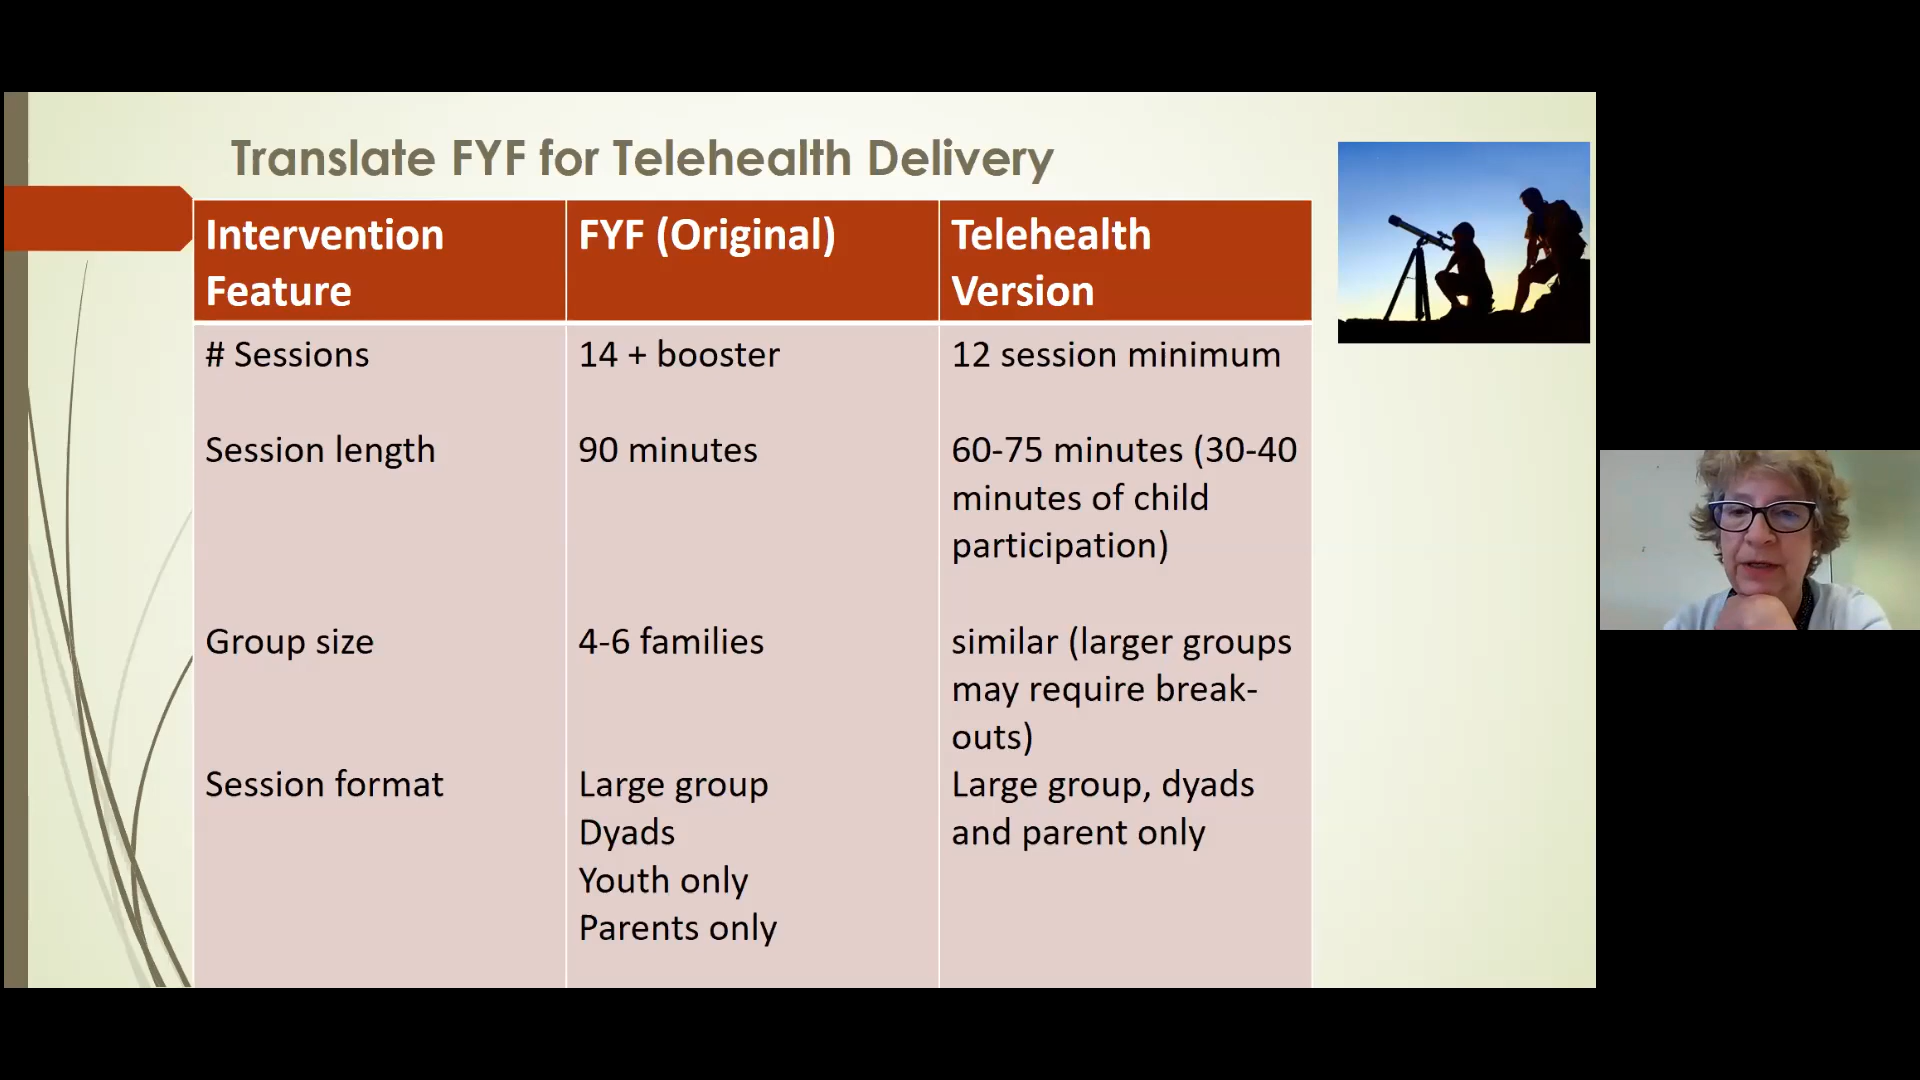 Translate FYF for Telehealth Delivery
Intervention
Feature
FYF (Original)
Telehealth
Version
# Sessions
14 + booster
12 session minimum
Session length
90 minutes
60-75 minutes (30-40
minutes of child
participation)
Group size
4-6 families
similar (larger groups
may require break-
outs)
Session format
Large group
Dyads
Youth only
Parents only
Large group, dyads
and parent only